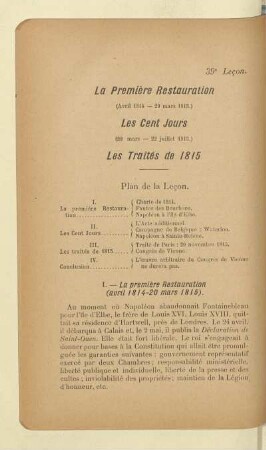 35e Leçon.
La Première Restauration
(Avril 1814 — 20 mars 1815.)
Les Cent Jours
(20 mars — 22 juillet 1815.)
Les Traités de 1815
Plan de la Leçon.
I.
La première Restaura-
tion
Charte de 1814.
Fautes des Bourbons.
Napoléon à l'île d'Elbe.
II.
Les Cent Jours
L'Acte additionnel.
Campagne de Belgique : Waterloo.
Napoléon à Sainte-Hélène.
III.
Les traités de 1815
Traité de Paris : 20 novembre 1815.
Congrès de Vienne.
IV.
Conclusion
L'œuvre arbitraire du Congrès de Vienne
ne durera pas.
I. — La première Restauration
(avril 1814-20 mars 1815).
Au moment où Napoléon abandonnait Fontainebleau
pour l'île d'Elbe, le frère de Louis XVI, Louis XVIII, quit-
tait sa résidence d'Hartwell, près de Londres. Le 24 avril
il débarqua à Calais et, le 2 mai, il publia la Déclaration de
Saint-Ouen. Elle était fort libérale. Le roi s'engageait à
donner pour bases à la Constitution qui allait être promul-
guée les garanties suivantes : gouvernement représentatif
exercé par deux Chambres; responsabilité ministérielle,
liberté publique et individuelle, liberté de la presse et des
cultes; inviolabilité des propriétés; maintien de la Légion
d'honneur, etc.